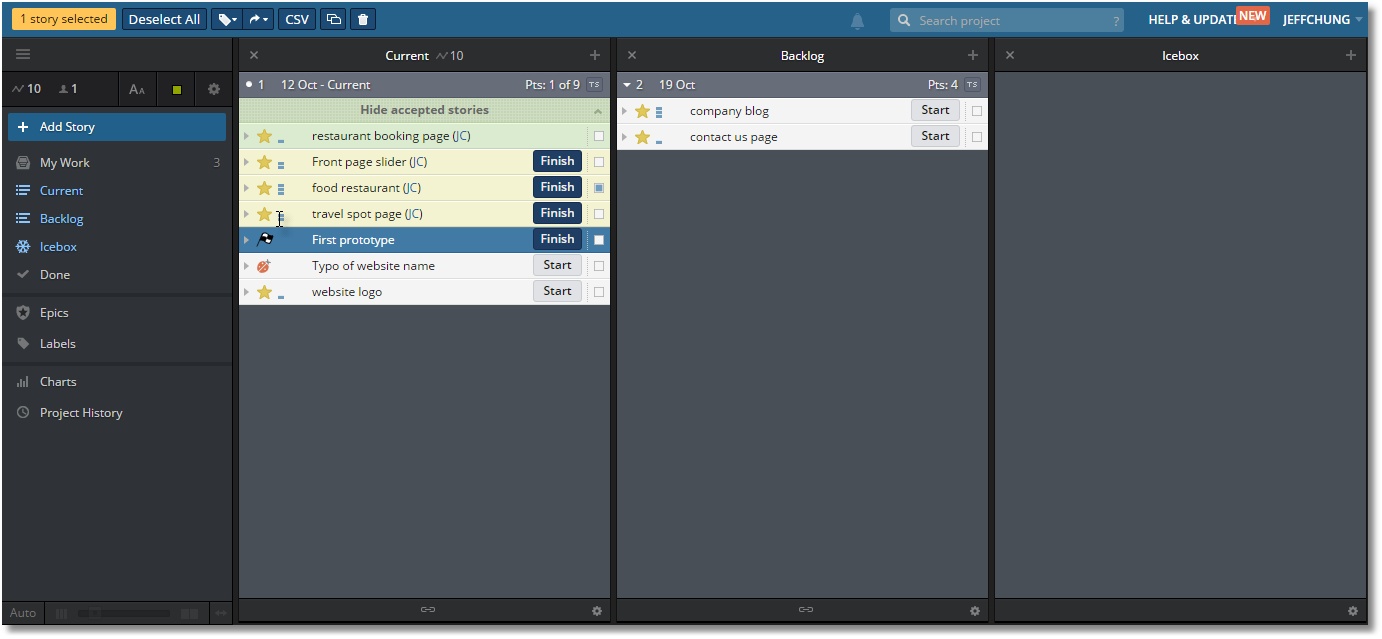 1 story selected Deselect All CSV Search project ? HELP & UPDAT NEW JEFFCHUNG
10 1 AA
Add Story
My Work 3
Current
Backlog
Icebox
Done
Epics
Labels
Charts
Project History
Auto
Current 10
1 12 Oct - Current Pts: 1 of 9 TS
Hide accepted stories
restaurant booking page (JC)
Front page slider (JC) Finish
food restaurant (JC) Finish
travel spot page (JC) Finish
First prototype Finish
Typo of website name Start
website logo Start
Backlog
2 19 Oct Pts: 4 TS
company blog Start
contact us page Start
Icebox